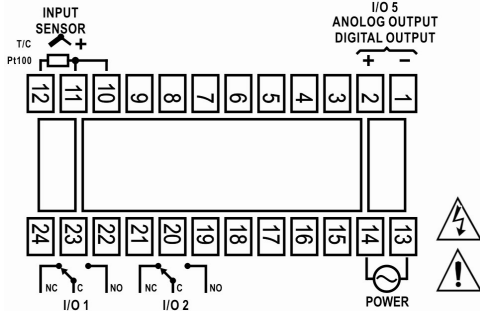 INPUT
SENSOR
T/C
+
Pt100
I/O 5
ANOLOG OUTPUT
DIGITAL OUTPUT
+ −
12 11 10 9 8 7 6 5 4 3 2 1
24 23 22 21 20 19 18 17 16 15 14 13
NC C NO NC C NO
I/O 1 I/O 2 POWER